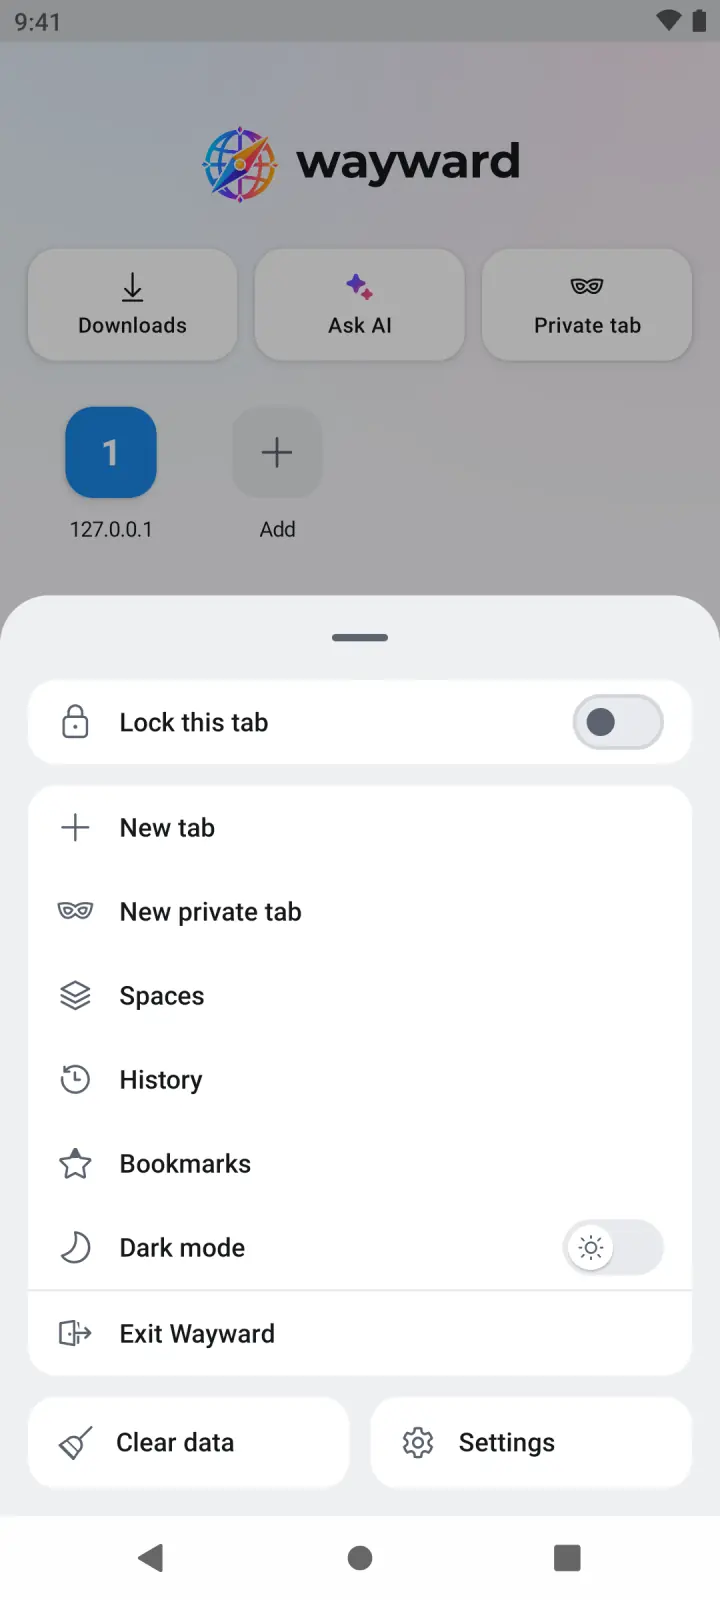 9:41
wayward
Downloads
Ask AI
Private tab
1
127.0.0.1
Add
Lock this tab
New tab
New private tab
Spaces
History
Bookmarks
Dark mode
Exit Wayward
Clear data
Settings